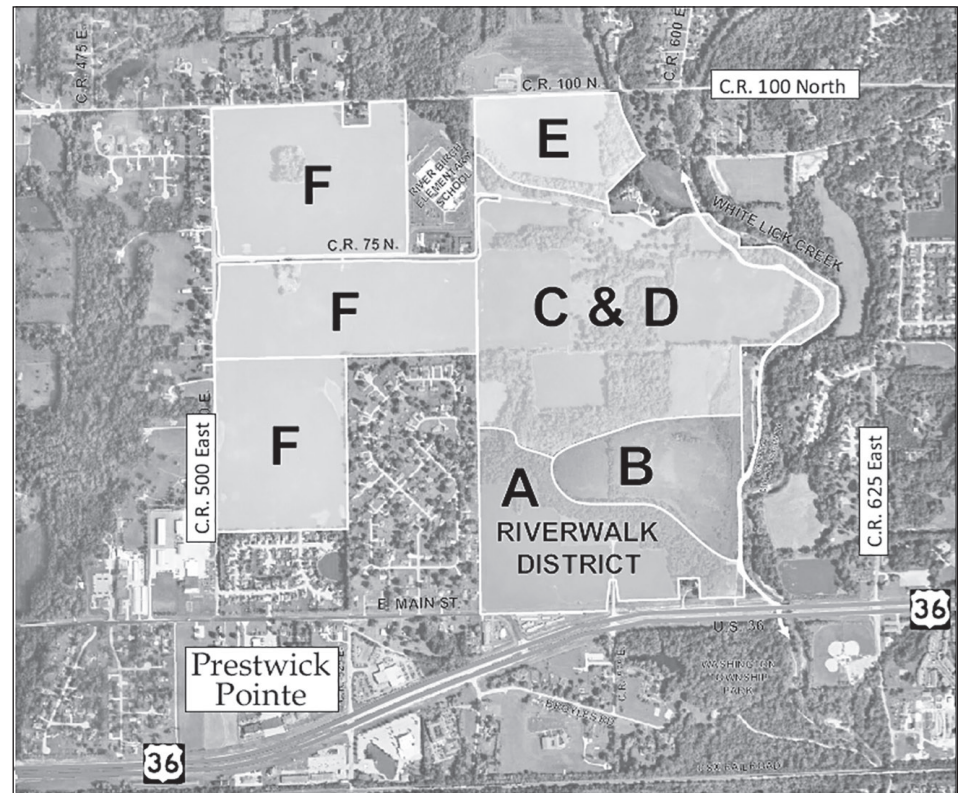 C.R. 475 E.
C.R. 600 E.
C.R. 100 N.
C.R. 100 North
F
E
RIVER BIRCH
ELEMENTARY
SCHOOL
WHITE LICK CREEK
C.R. 75 N.
F
C & D
F
A
B
C.R. 500 East
C.R. 625 East
RIVERWALK
DISTRICT
E. MAIN ST.
36
U.S. 36
Prestwick
Pointe
WASHINGTON
TOWNSHIP
PARK
36